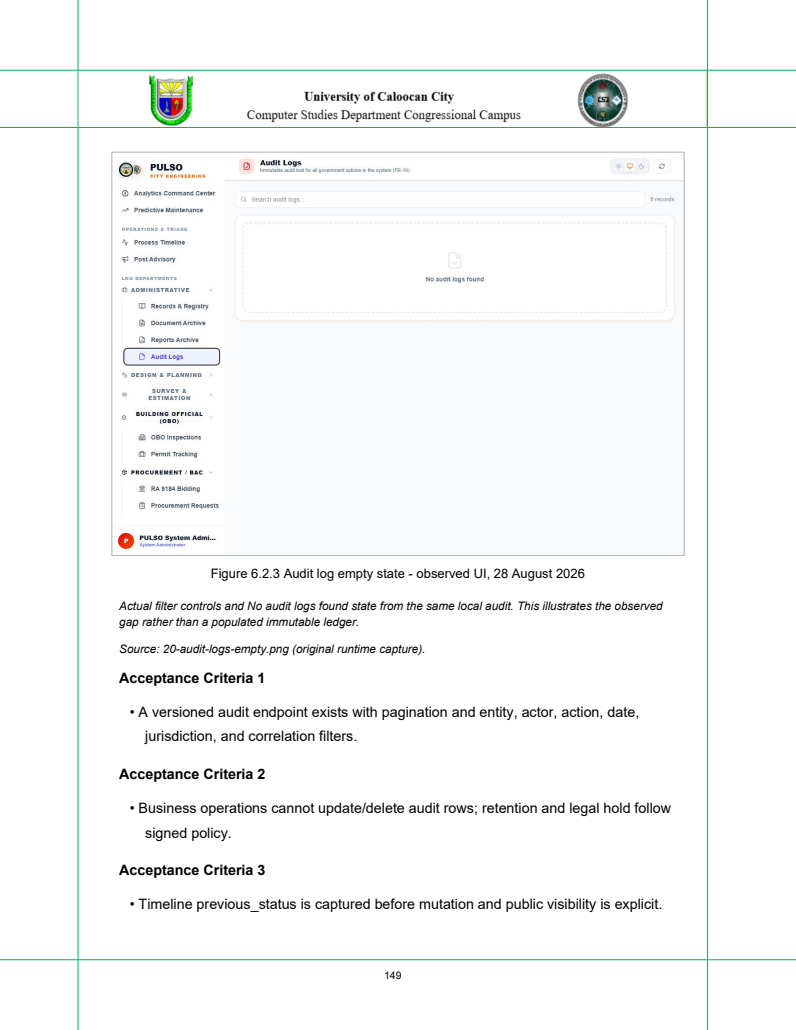 University of Caloocan City
Computer Studies Department Congressional Campus
PULSO
CITY ENGINEERING
Analytics Command Center
Predictive Maintenance
OPERATIONS & TRIAGE
Process Timeline
Post Advisory
LGU DEPARTMENTS
ADMINISTRATIVE
Records & Registry
Document Archive
Reports Archive
Audit Logs
DESIGN & PLANNING
SURVEY &
ESTIMATION
BUILDING OFFICIAL
(OBO)
OBO Inspections
Permit Tracking
PROCUREMENT / BAC
RA 9184 Bidding
Procurement Requests
P
PULSO System Admi...
System Administrator
Audit Logs
Immutable audit trail for all government actions in the system (FR-30).
Search audit logs...
0 records
No audit logs found
Figure 6.2.3 Audit log empty state - observed UI, 28 August 2026
Actual filter controls and No audit logs found state from the same local audit. This illustrates the observed
gap rather than a populated immutable ledger.
Source: 20-audit-logs-empty.png (original runtime capture).
Acceptance Criteria 1
• A versioned audit endpoint exists with pagination and entity, actor, action, date,
jurisdiction, and correlation filters.
Acceptance Criteria 2
• Business operations cannot update/delete audit rows; retention and legal hold follow
signed policy.
Acceptance Criteria 3
• Timeline previous_status is captured before mutation and public visibility is explicit.
149